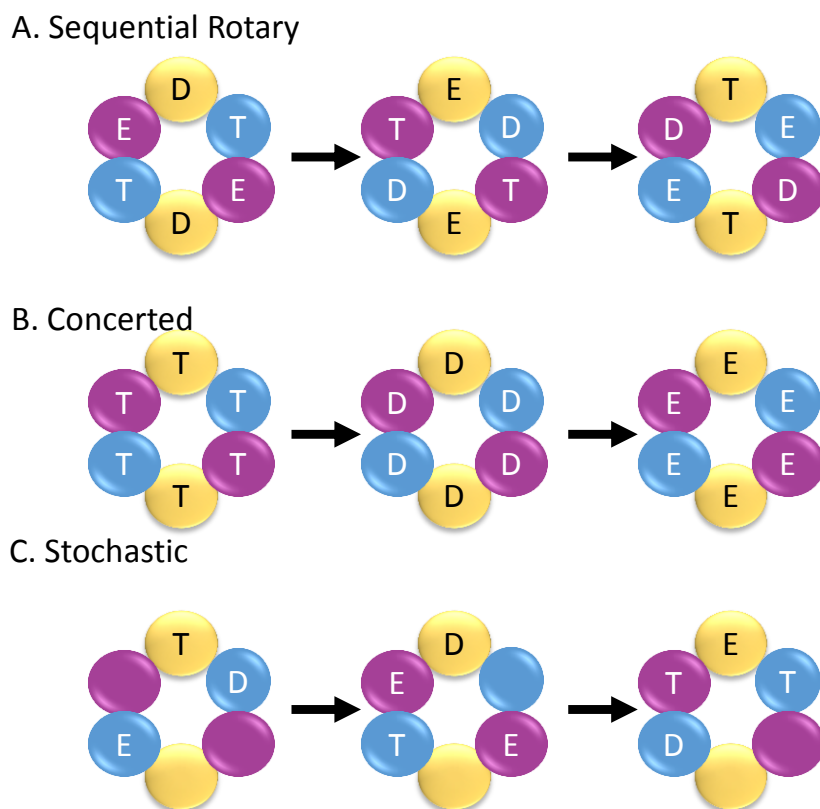 A. Sequential Rotary
D E T
E T T D D E
T E D T E D
D E T
B. Concerted
T D E
T T D D E E
T T D D E E
T D E
C. Stochastic
T D E
D E T T
E T E D